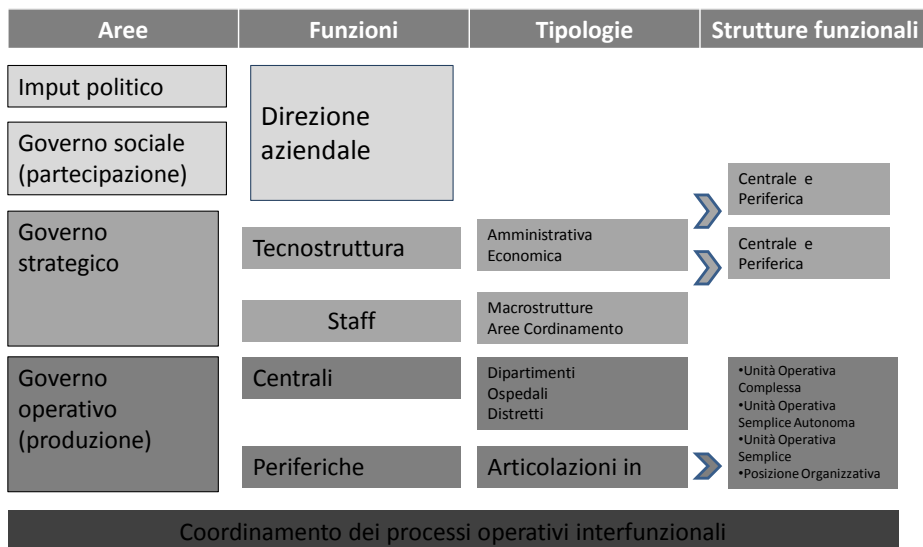 Aree
Funzioni
Tipologie
Strutture funzionali
Imput politico
Governo sociale
(partecipazione)
Direzione
aziendale
Governo
strategico
Tecnostruttura
Amministrativa
Economica
Centrale e
Periferica
Centrale e
Periferica
Staff
Macrostrutture
Aree Cordinamento
Governo
operativo
(produzione)
Centrali
Dipartimenti
Ospedali
Distretti
•Unità Operativa
Complessa
•Unità Operativa
Semplice Autonoma
•Unità Operativa
Semplice
•Posizione Organizzativa
Periferiche
Articolazioni in
Coordinamento dei processi operativi interfunzionali